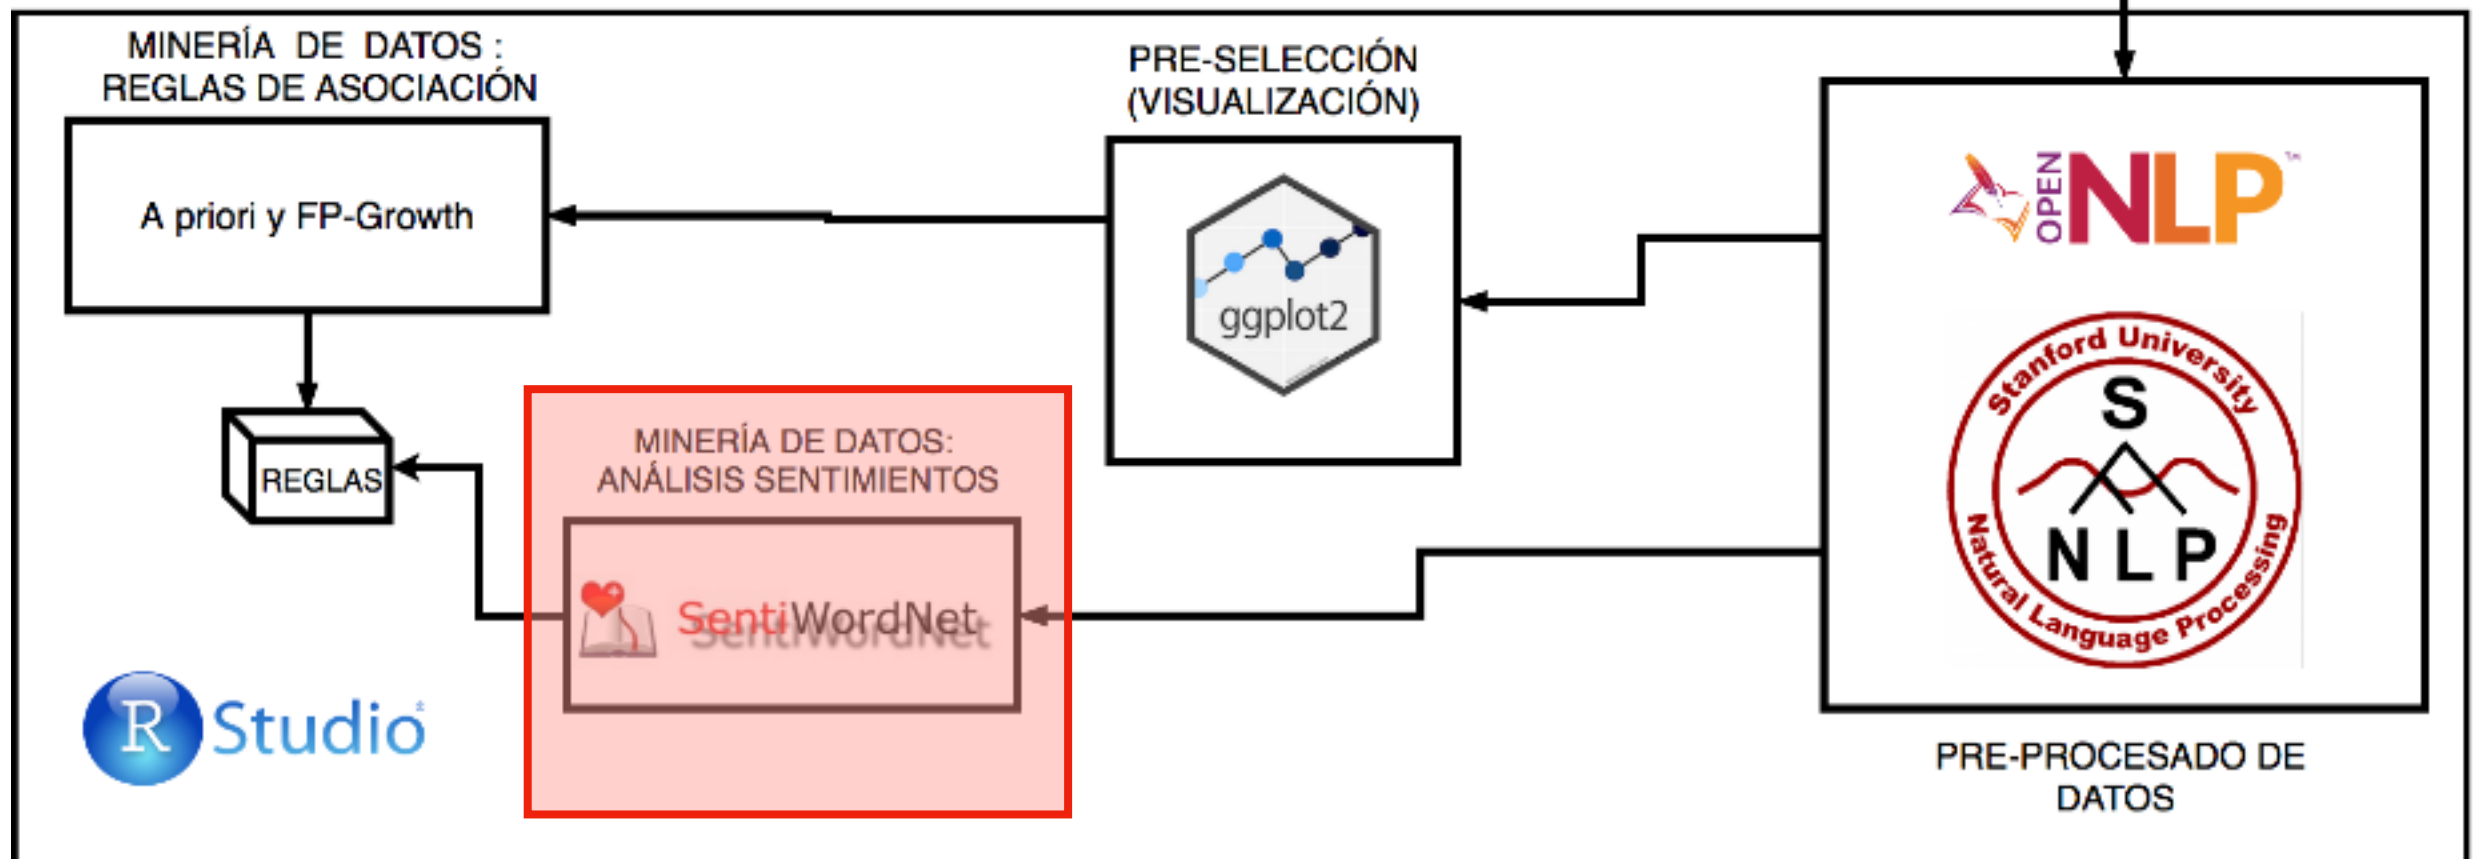 MINERÍA DE DATOS :
REGLAS DE ASOCIACIÓN
A priori y FP-Growth
REGLAS
PRE-SELECCIÓN
(VISUALIZACIÓN)
ggplot2
MINERÍA DE DATOS:
ANÁLISIS SENTIMIENTOS
SentiWordNet
R Studio
OPEN NLP
Stanford University
S
NLP
Natural Language Processing
PRE-PROCESADO DE
DATOS